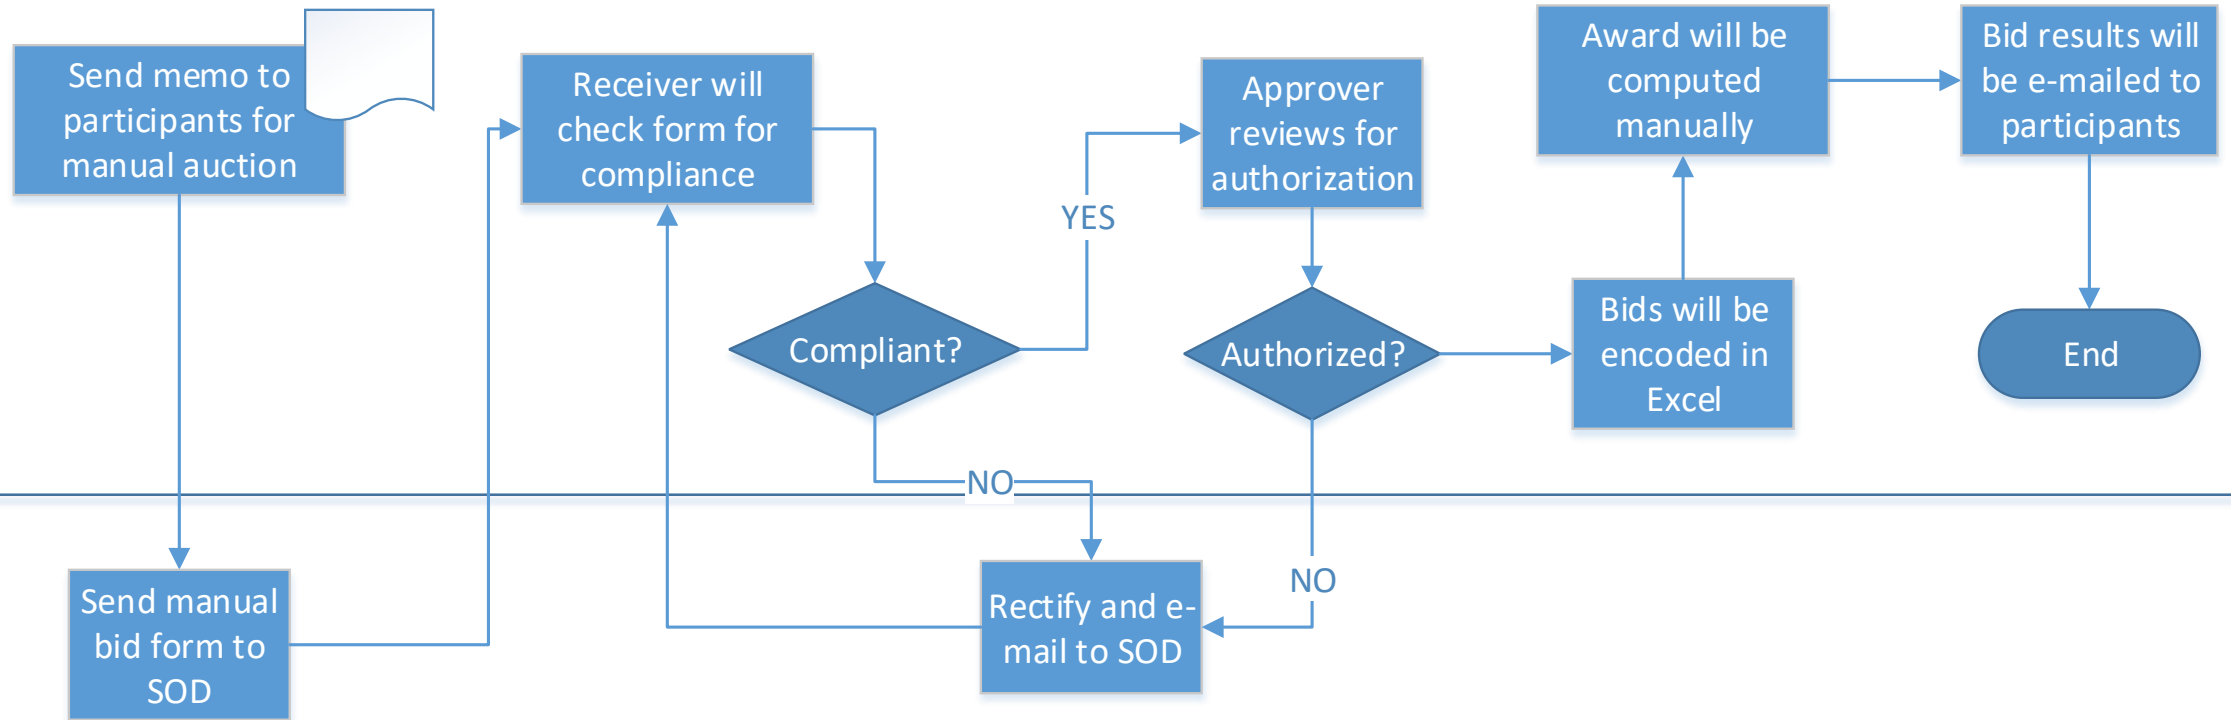 Send memo to
participants for
manual auction
Receiver will
check form for
compliance
YES
Approver
reviews for
authorization
Award will be
computed
manually
Bid results will
be e-mailed to
participants
Compliant?
Authorized?
Bids will be
encoded in
Excel
End
NO
NO
Send manual
bid form to
SOD
Rectify and e-
mail to SOD